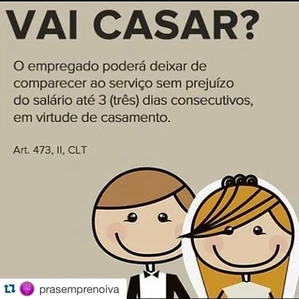 VAI CASAR?
O empregado poderá deixar de
comparecer ao serviço sem prejuízo
do salário até 3 (três) dias consecutivos,
em virtude de casamento.
Art. 473, II, CLT
prasemprenoiva